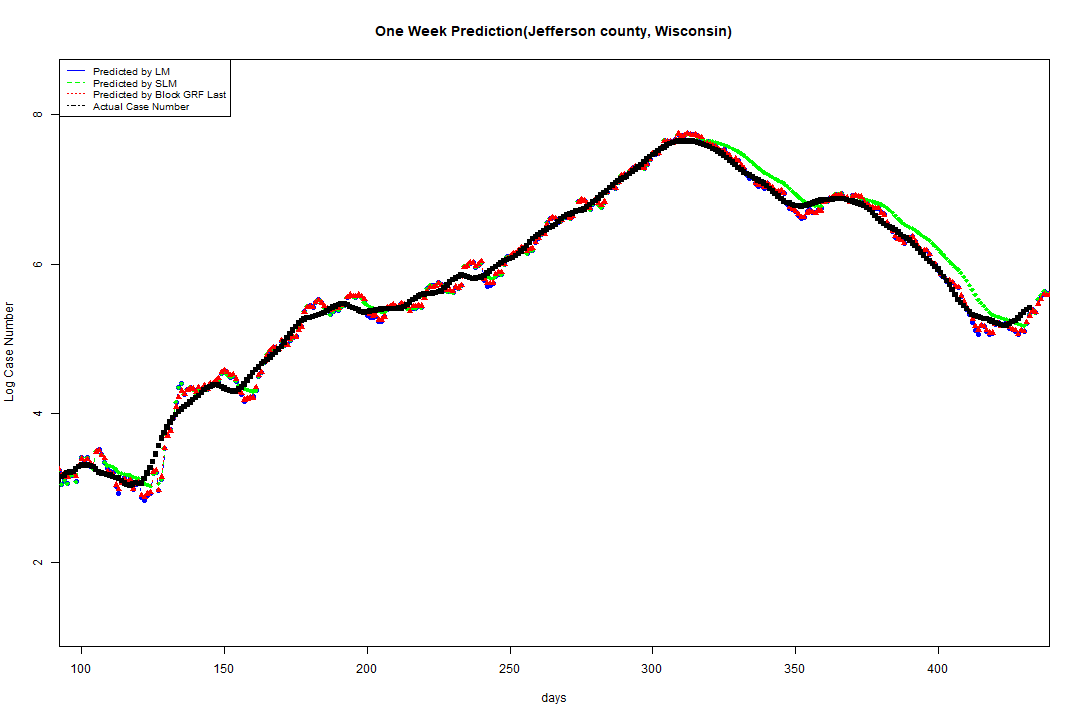 One Week Prediction(Jefferson county, Wisconsin)
Predicted by LM
Predicted by SLM
Predicted by Block GRF Last
Actual Case Number
8
6
4
2
Log Case Number
100 150 200 250 300 350 400
days